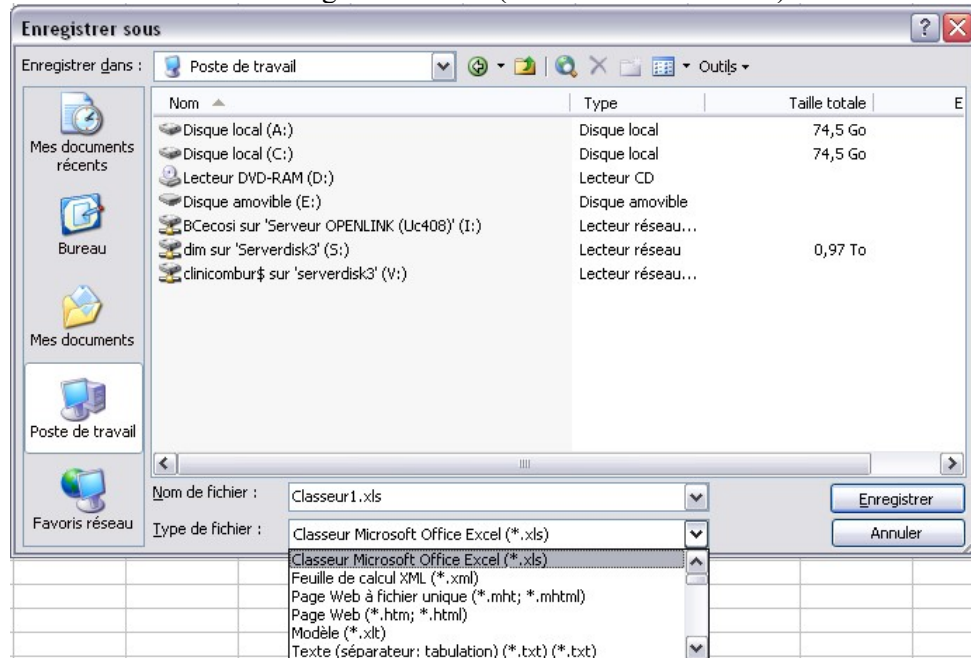 Enregistrer sous
Enregistrer dans :
Poste de travail
Outils
Nom Type Taille totale E
Disque local (A:) Disque local 74,5 Go
Disque local (C:) Disque local 74,5 Go
Lecteur DVD-RAM (D:) Lecteur CD
Disque amovible (E:) Disque amovible
BCecosi sur 'Serveur OPENLINK (Uc408)' (I:) Lecteur réseau...
dim sur 'Serverdisk3' (S:) Lecteur réseau 0,97 To
clinicombur$ sur 'serverdisk3' (V:) Lecteur réseau...
Mes documents
récents
Bureau
Mes documents
Poste de travail
Favoris réseau
Nom de fichier : Classeur1.xls Enregistrer
Type de fichier : Classeur Microsoft Office Excel (*.xls) Annuler
Classeur Microsoft Office Excel (*.xls)
Feuille de calcul XML (*.xml)
Page Web à fichier unique (*.mht; *.mhtml)
Page Web (*.htm; *.html)
Modèle (*.xlt)
Texte (séparateur: tabulation) (*.txt) (*.txt)